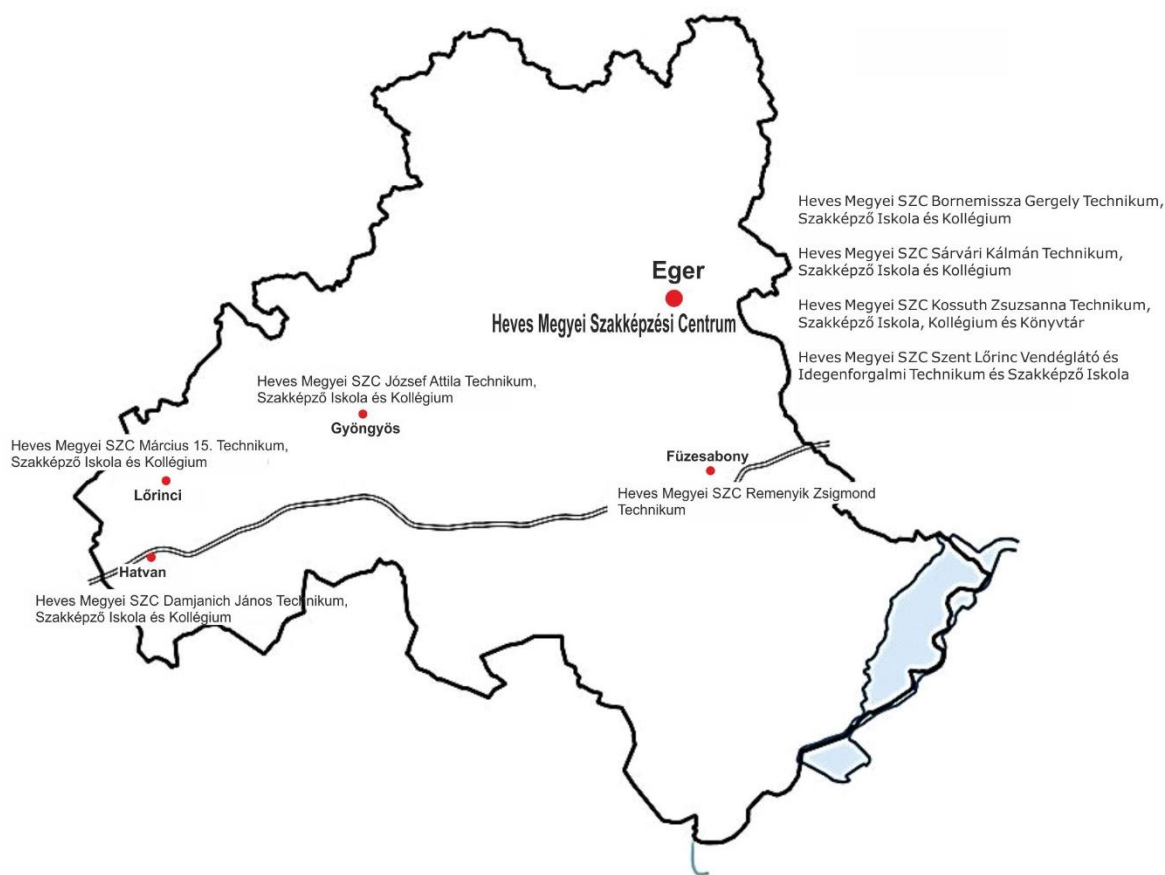 Heves Megyei SZC Bornemissza Gergely Technikum,
Szakképző Iskola és Kollégium
Heves Megyei SZC Sárvári Kálmán Technikum,
Szakképző Iskola és Kollégium
Heves Megyei SZC Kossuth Zsuzsanna Technikum,
Szakképző Iskola, Kollégium és Könyvtár
Heves Megyei SZC Szent Lőrinc Vendéglátó és
Idegenforgalmi Technikum és Szakképző Iskola
Eger
Heves Megyei Szakképzési Centrum
Heves Megyei SZC József Attila Technikum,
Szakképző Iskola és Kollégium
Gyöngyös
Heves Megyei SZC Március 15. Technikum,
Szakképző Iskola és Kollégium
Lőrinci
Füzesabony
Heves Megyei SZC Remenyik Zsigmond
Technikum
Hatvan
Heves Megyei SZC Damjanich János Technikum,
Szakképző Iskola és Kollégium